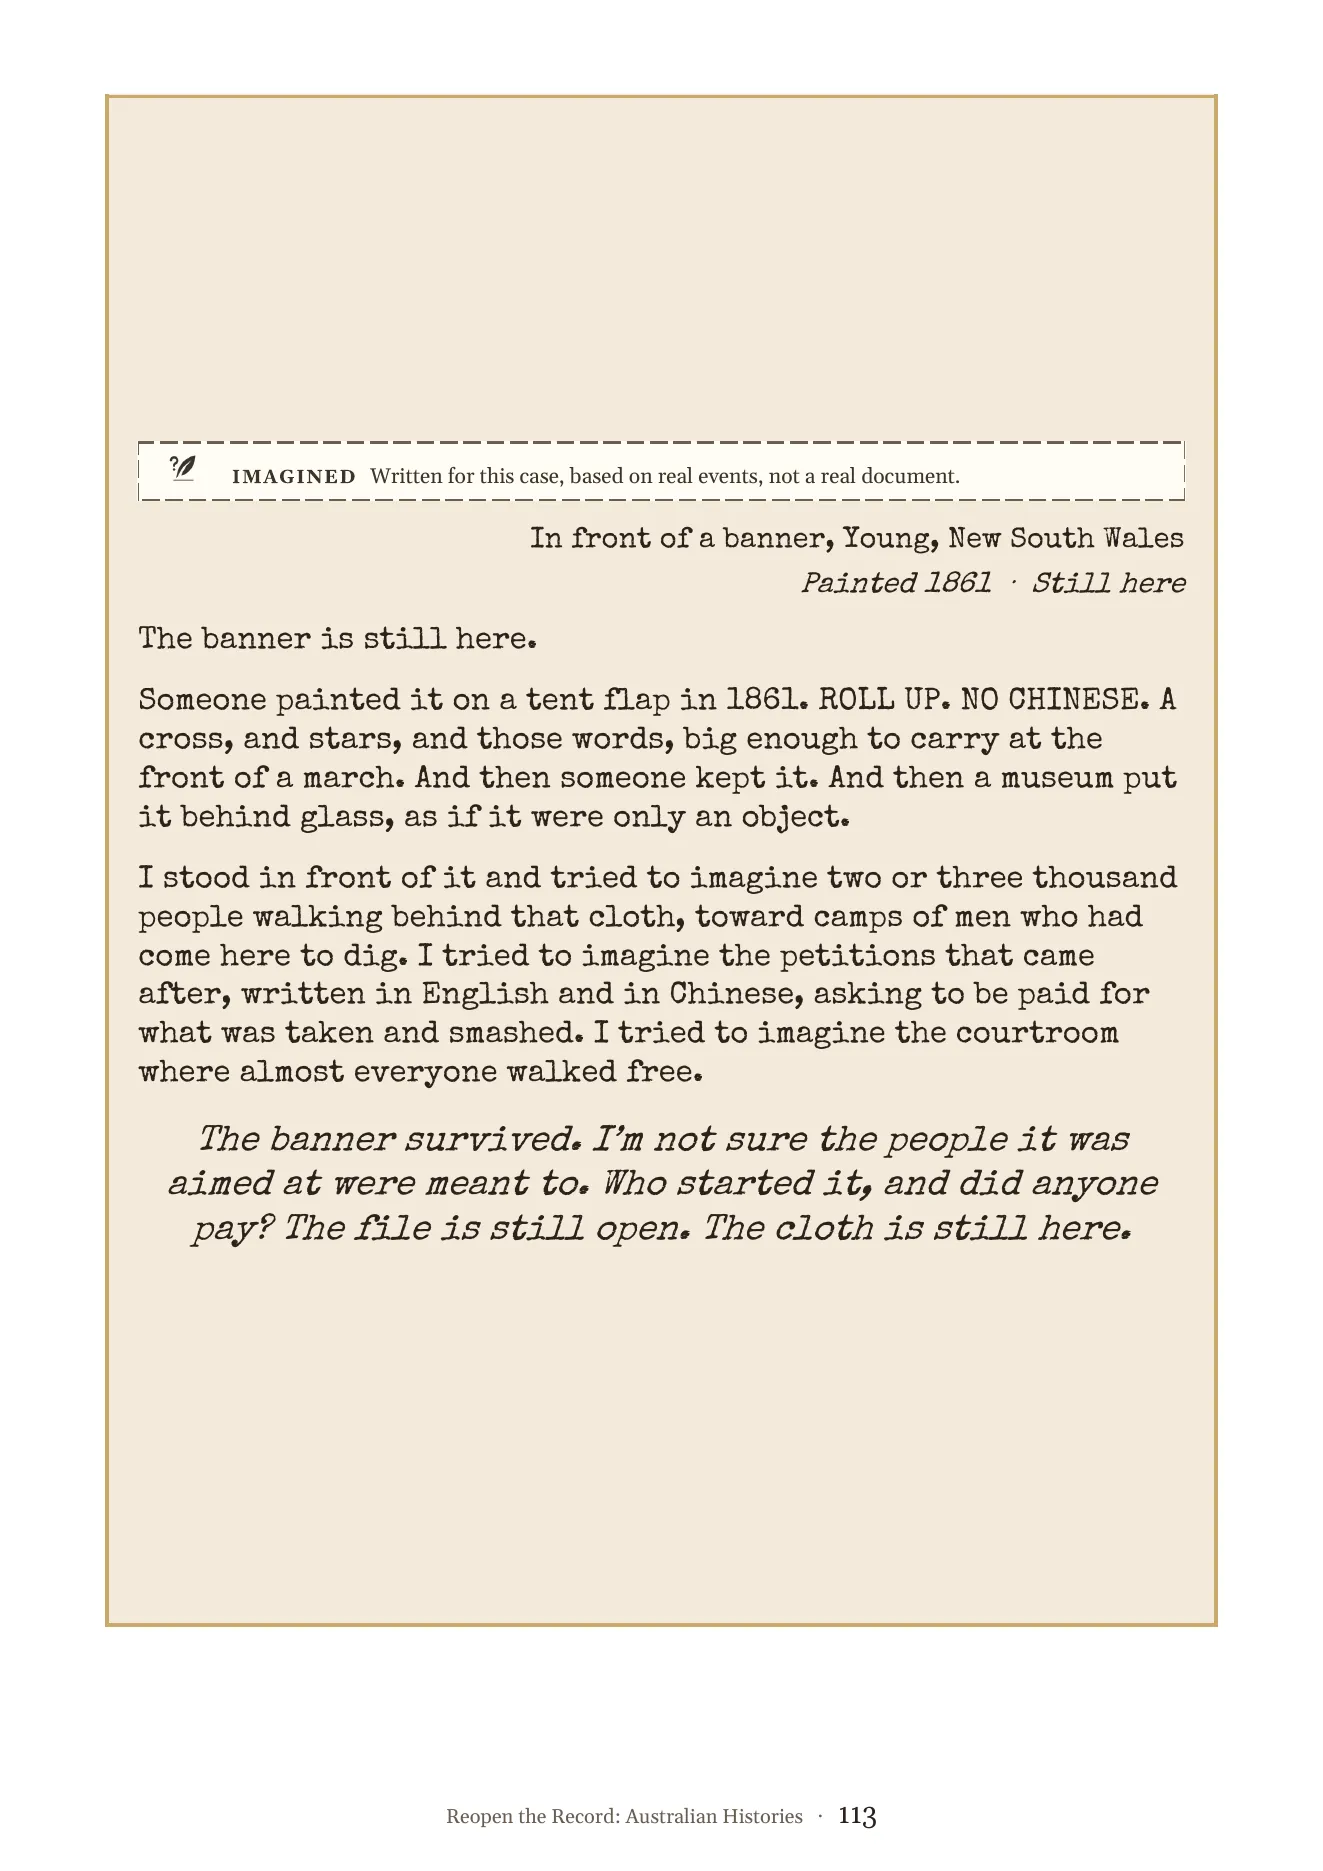 IMAGINED Written for this case, based on real events, not a real document.
In front of a banner, Young, New South Wales
Painted 1861 · Still here
The banner is still here.
Someone painted it on a tent flap in 1861. ROLL UP. NO CHINESE. A
cross, and stars, and those words, big enough to carry at the
front of a march. And then someone kept it. And then a museum put
it behind glass, as if it were only an object.
I stood in front of it and tried to imagine two or three thousand
people walking behind that cloth, toward camps of men who had
come here to dig. I tried to imagine the petitions that came
after, written in English and in Chinese, asking to be paid for
what was taken and smashed. I tried to imagine the courtroom
where almost everyone walked free.
The banner survived. I’m not sure the people it was
aimed at were meant to. Who started it, and did anyone
pay? The file is still open. The cloth is still here.
Reopen the Record: Australian Histories · 113